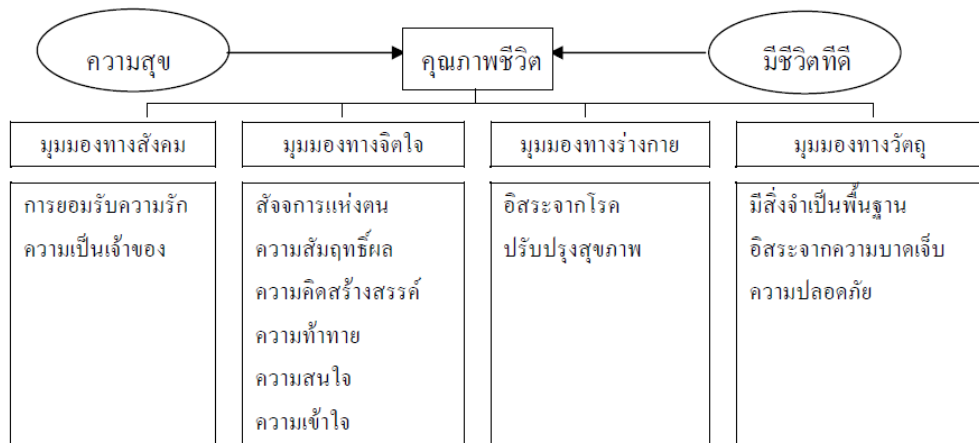 ความสุข
คุณภาพชีวิต
มีชีวิตที่ดี
มุมมองทางสังคม
มุมมองทางจิตใจ
มุมมองทางร่างกาย
มุมมองทางวัตถุ
การยอมรับความรัก
ความเป็นเจ้าของ
สัจจการแห่งตน
ความสัมฤทธิ์ผล
ความคิดสร้างสรรค์
ความท้าทาย
ความสนใจ
ความเข้าใจ
อิสระจากโรค
ปรับปรุงสุขภาพ
มีสิ่งจำเป็นพื้นฐาน
อิสระจากความบาดเจ็บ
ความปลอดภัย